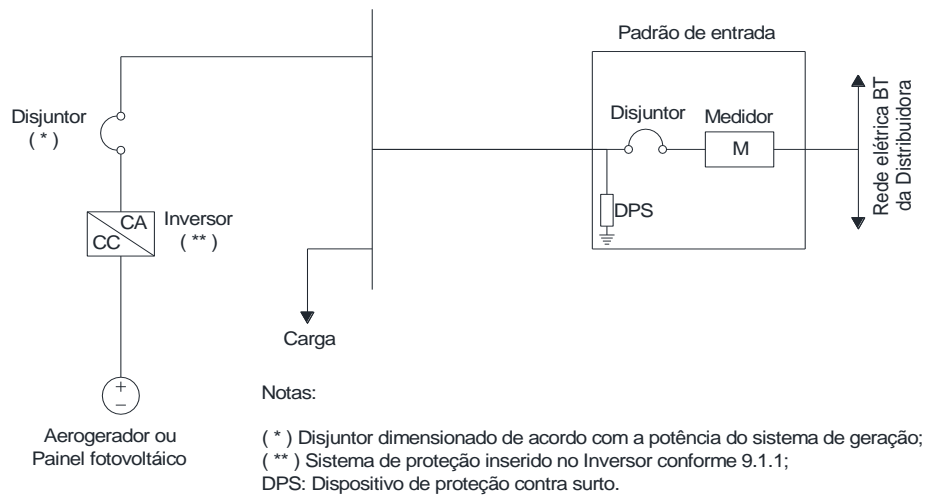 Padrão de entrada
Disjuntor
( * )
Disjuntor
Medidor
M
Rede elétrica BT
da Distribuidora
CA
CC
Inversor
( ** )
DPS
Carga
+
–
Aerogerador ou
Painel fotovoltáico
Notas:
( * ) Disjuntor dimensionado de acordo com a potência do sistema de geração;
( ** ) Sistema de proteção inserido no Inversor conforme 9.1.1;
DPS: Dispositivo de proteção contra surto.